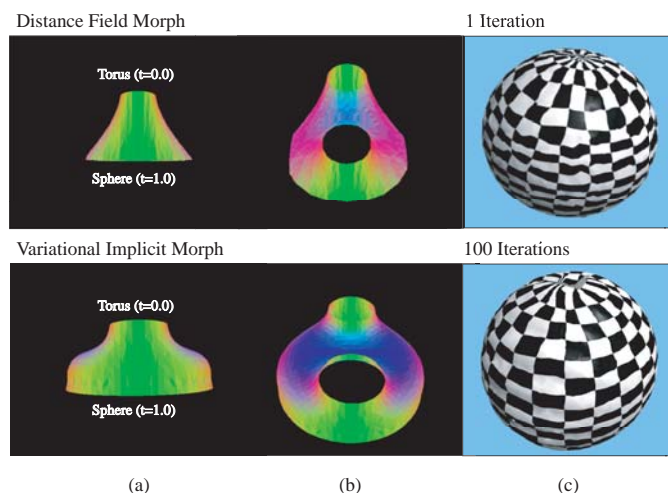 Distance Field Morph
1 Iteration
Torus (t=0.0)
Sphere (t=1.0)
Variational Implicit Morph
100 Iterations
Torus (t=0.0)
Sphere (t=1.0)
(a)
(b)
(c)